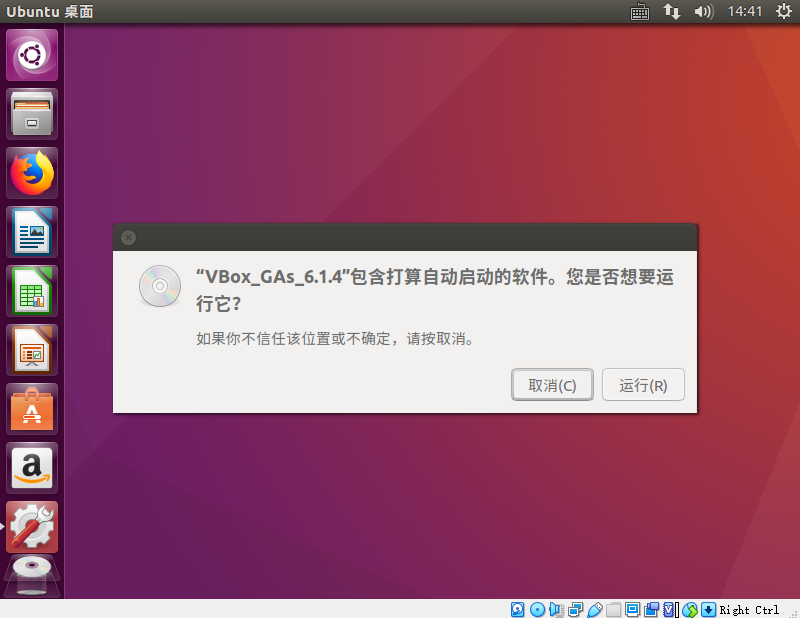 Ubuntu 桌面
14:41
“VBox_GAs_6.1.4”包含打算自动启动的软件。您是否想要运
行它？
如果你不信任该位置或不确定，请按取消。
取消(C)
运行(R)
Right Ctrl